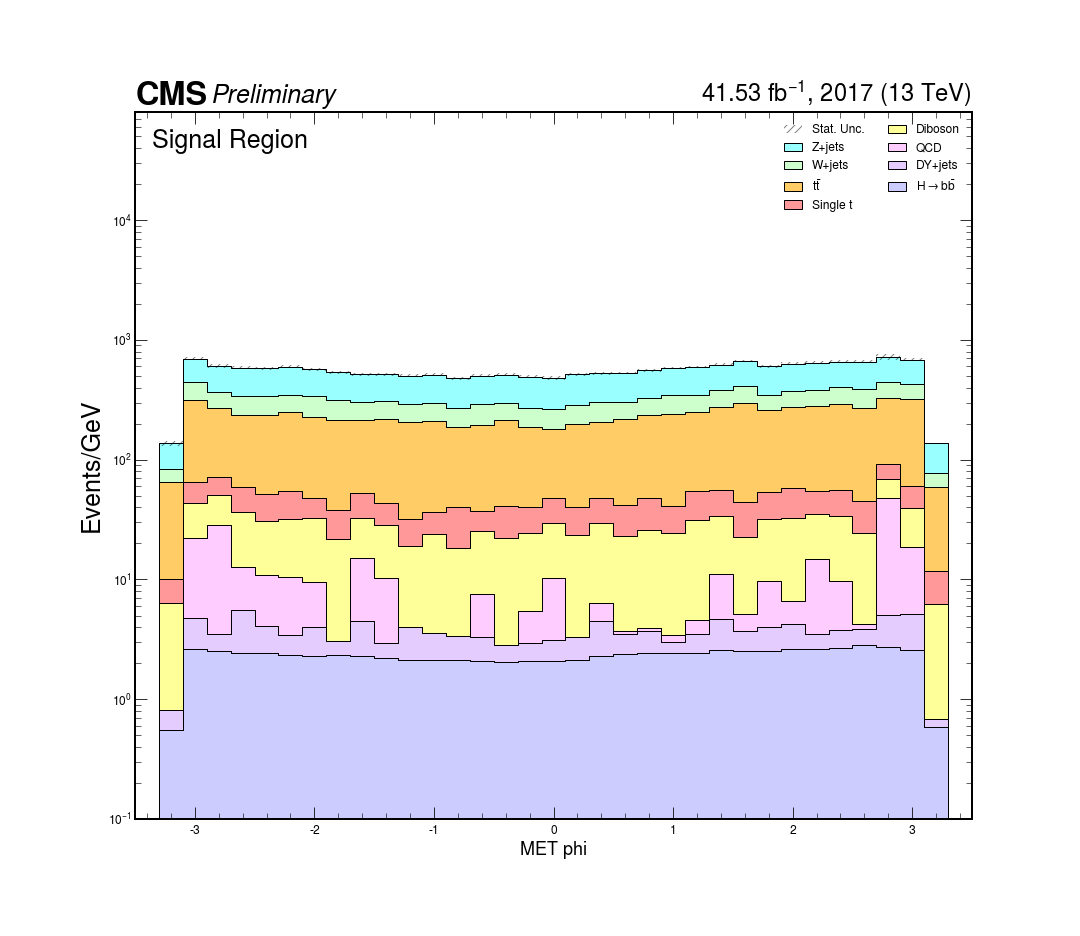 CMS Preliminary
41.53 fb⁻¹, 2017 (13 TeV)
Signal Region
Stat. Unc.
Z+jets
W+jets
tt̄
Single t
Diboson
QCD
DY+jets
H→bb̄
Events/GeV
10⁴
10³
10²
10¹
10⁰
10⁻¹
-3 -2 -1 0 1 2 3
MET phi